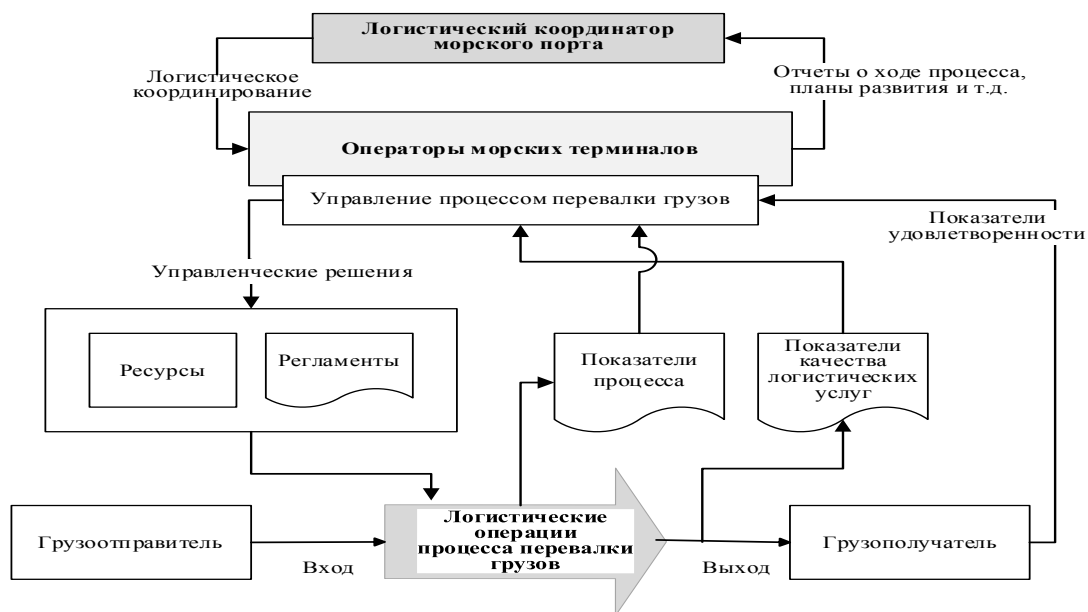 Логистический координатор
морского порта
Логистическое
координирование
Отчеты о ходе процесса,
планы развития и т.д.
Операторы морских терминалов
Управление процессом перевалки грузов
Показатели
удовлетворенности
Управленческие решения
Ресурсы
Регламенты
Показатели
процесса
Показатели
качества
логистических
услуг
Грузоотправитель
Вход
Логистические
операции
процесса перевалки
грузов
Выход
Грузополучатель